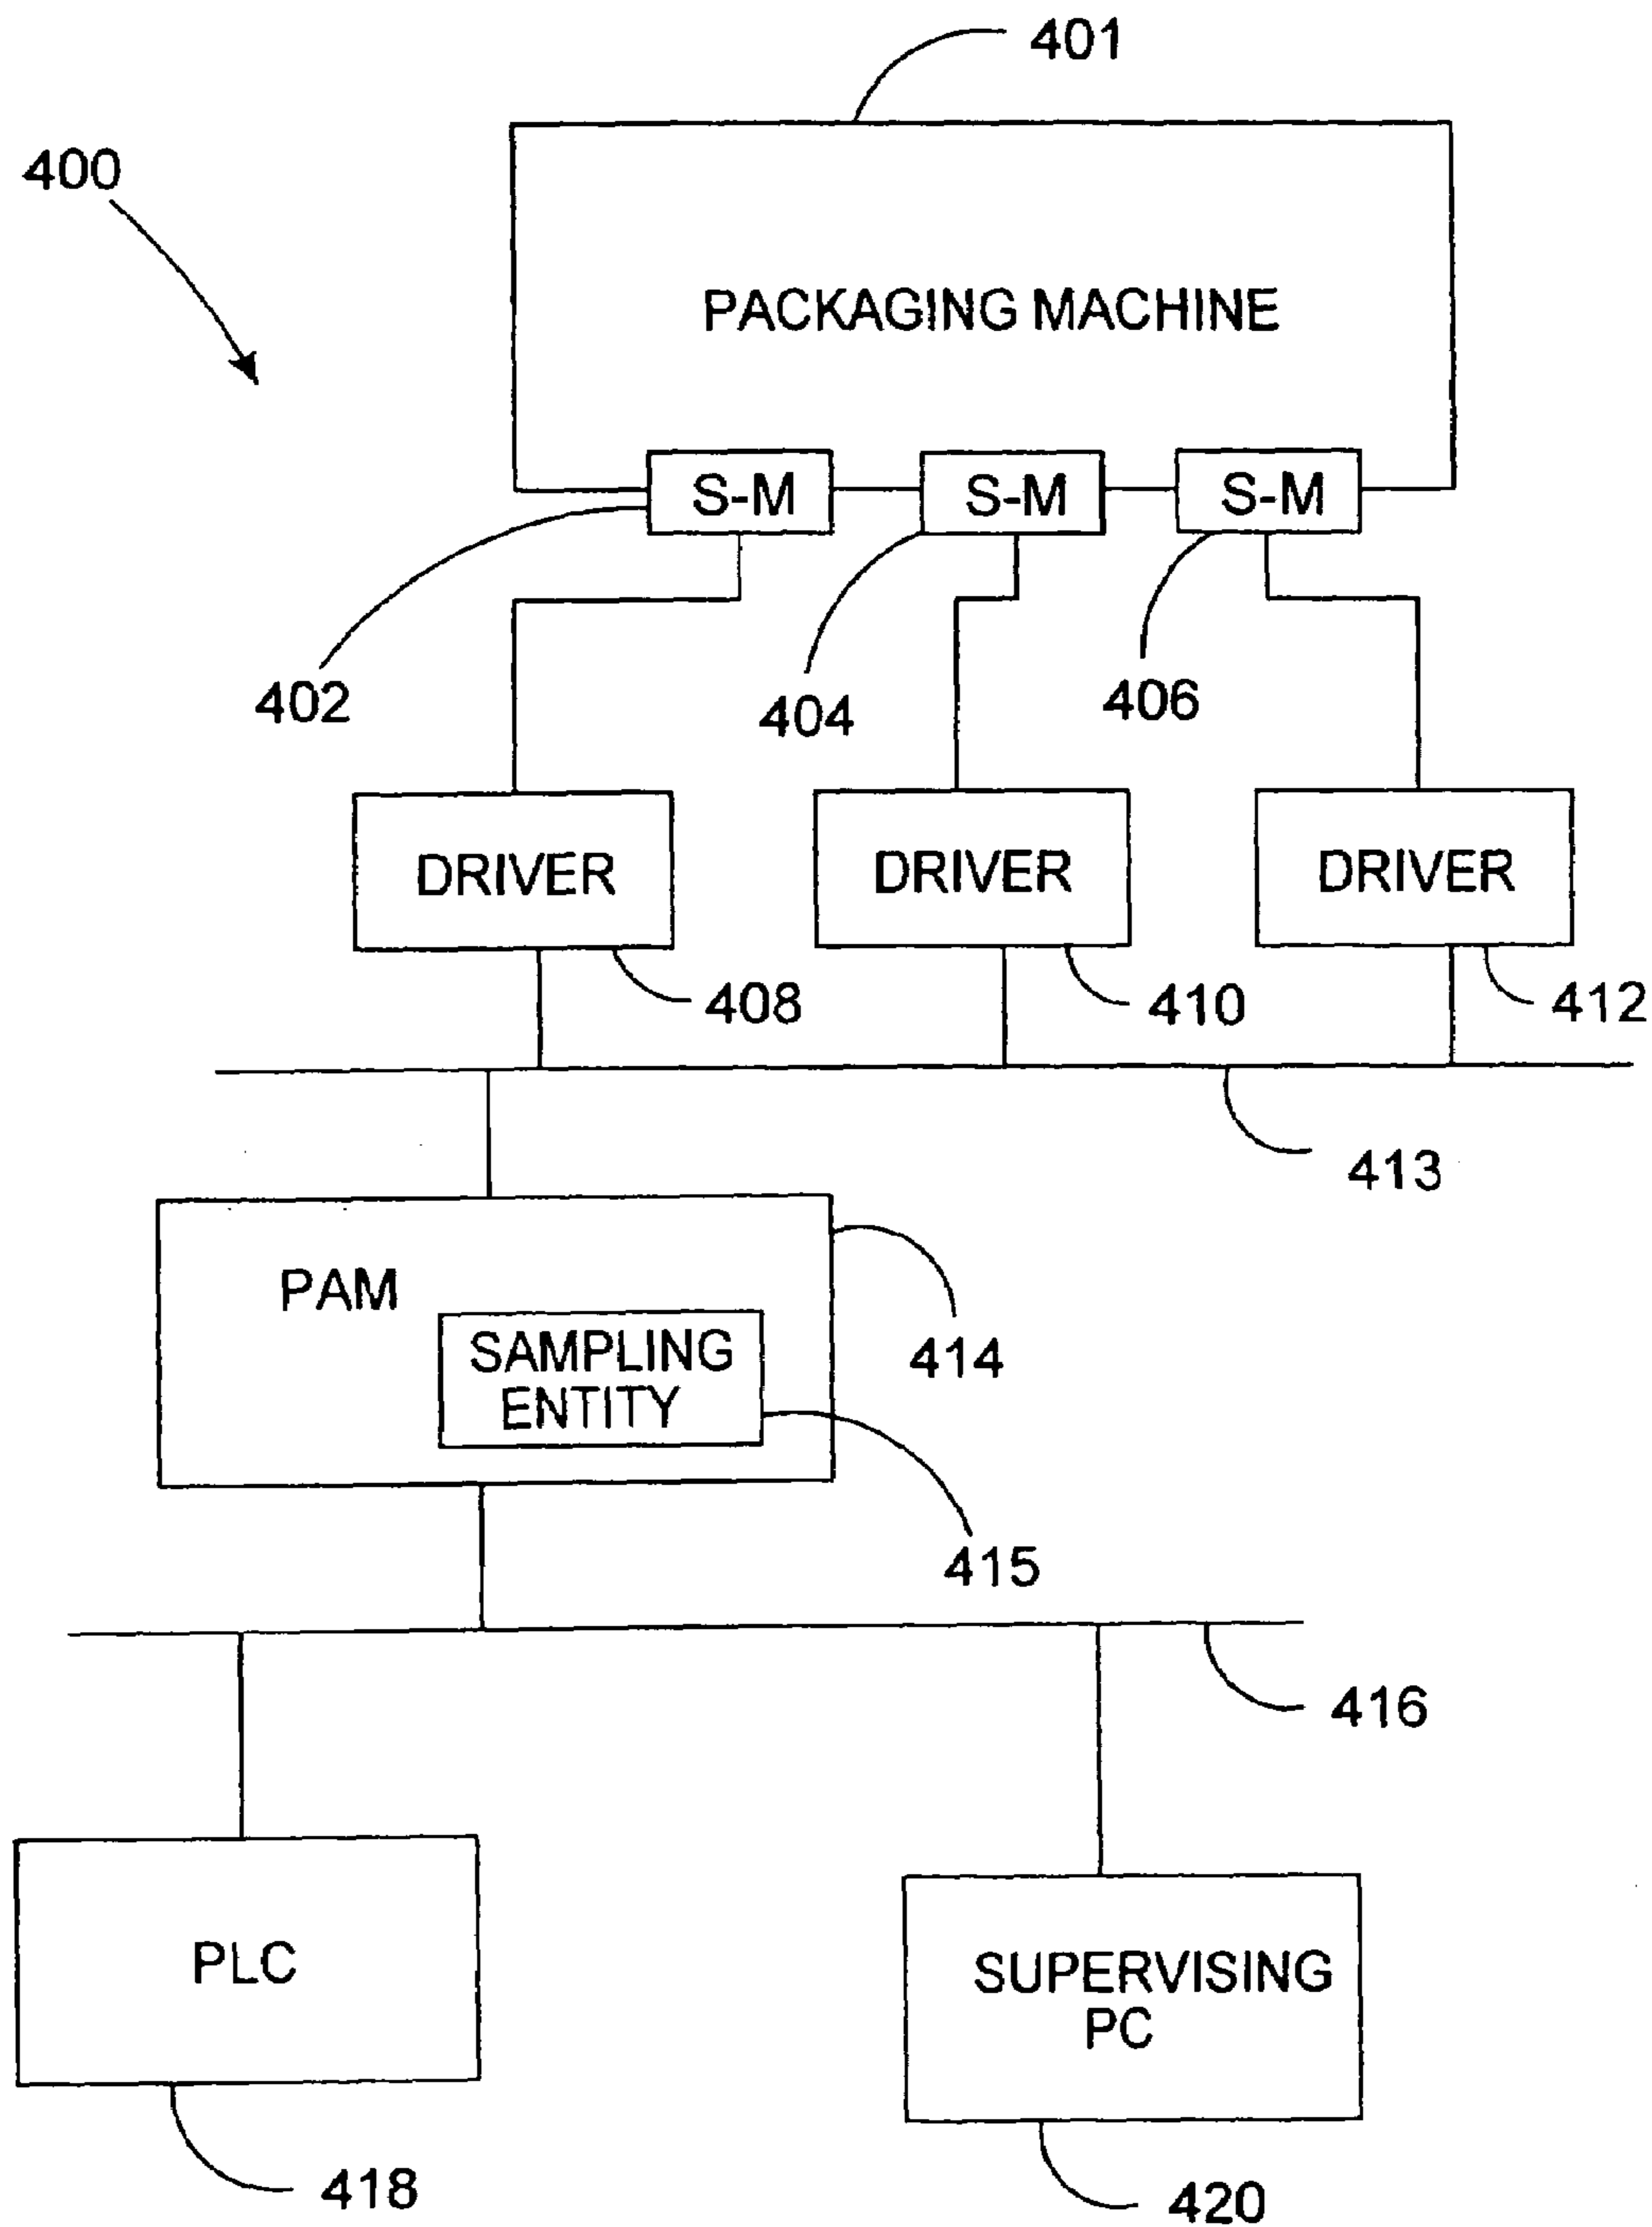 401
400
PACKAGING MACHINE
S-M S-M S-M
402 404 406
DRIVER DRIVER DRIVER
408 410 412
413
PAM
SAMPLING
ENTITY
414
415
416
PLC
SUPERVISING
PC
418
420